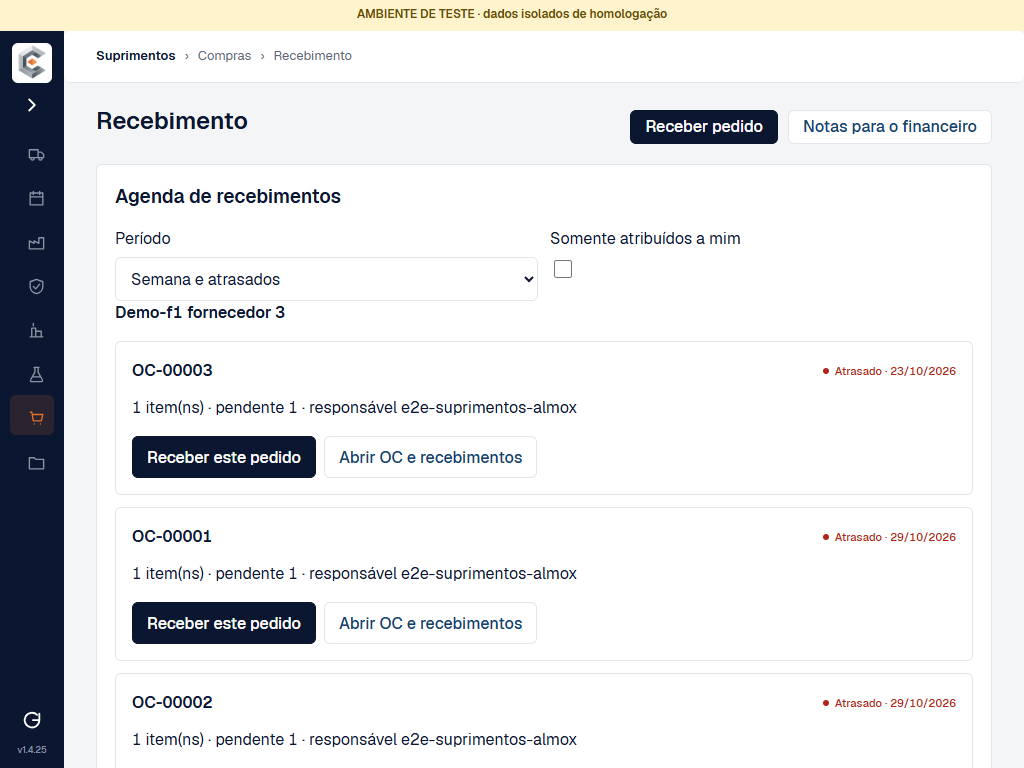 AMBIENTE DE TESTE · dados isolados de homologação
Suprimentos › Compras › Recebimento
Recebimento
Receber pedido
Notas para o financeiro
Agenda de recebimentos
Período
Somente atribuídos a mim
Semana e atrasados
Demo-f1 fornecedor 3
OC-00003
Atrasado · 23/10/2026
1 item(ns) · pendente 1 · responsável e2e-suprimentos-almox
Receber este pedido
Abrir OC e recebimentos
OC-00001
Atrasado · 29/10/2026
1 item(ns) · pendente 1 · responsável e2e-suprimentos-almox
Receber este pedido
Abrir OC e recebimentos
OC-00002
Atrasado · 29/10/2026
1 item(ns) · pendente 1 · responsável e2e-suprimentos-almox
v1.4.25